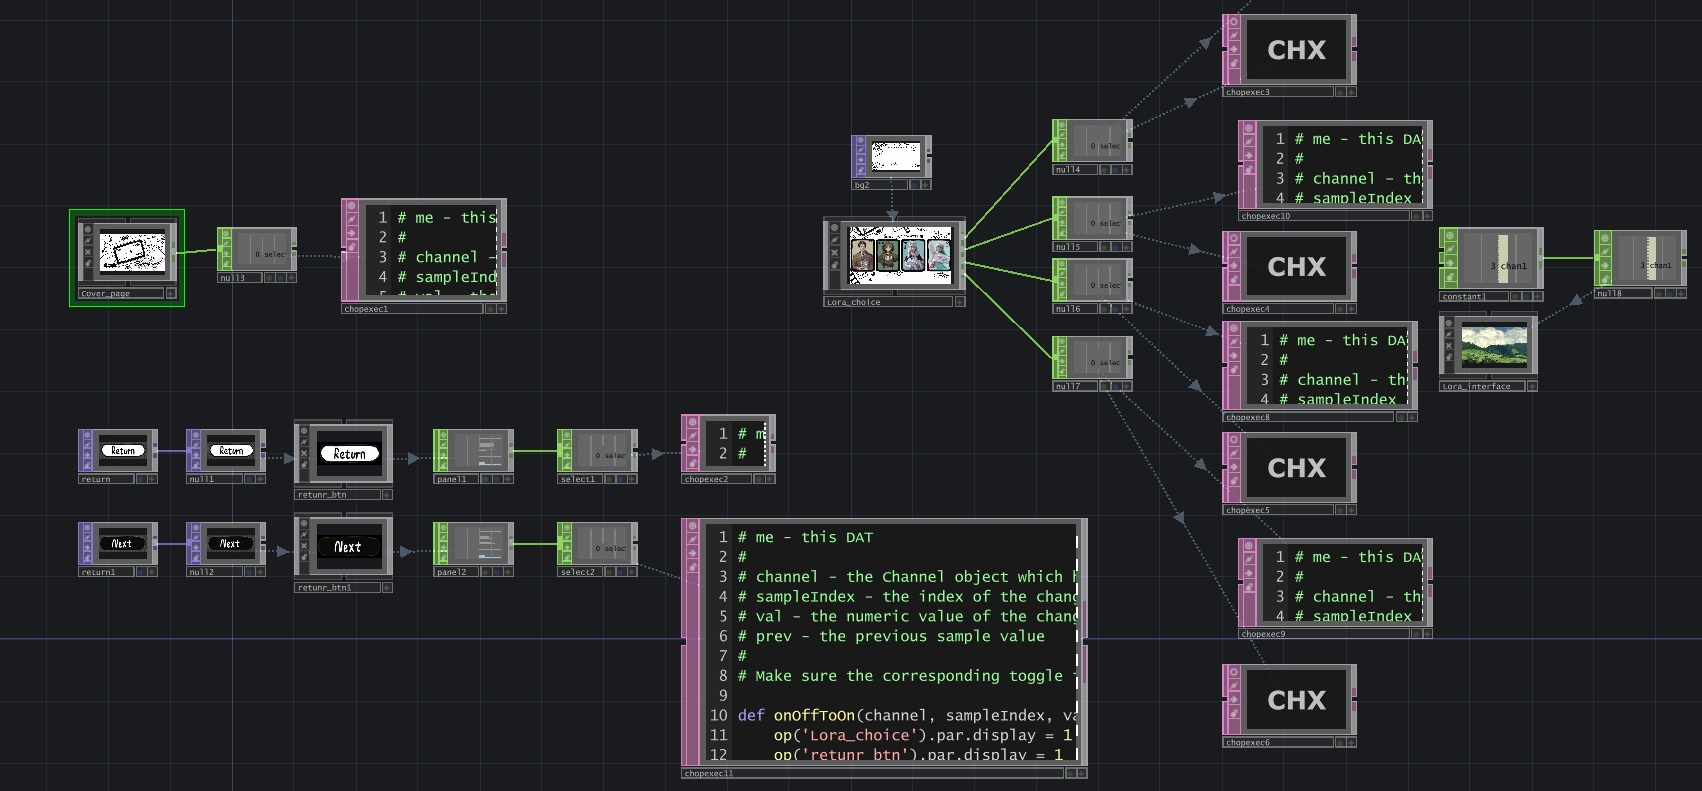 CHX
chopexec3
0 selec
null4
bg2
1 # me - this DA
2 #
3 # channel - th
4 # sampleIndex
chopexec10
Cover_page
0 selec
null3
1 # me - this
2 #
3 # channel -
4 # sampleInd
chopexec1
Lora_choice
0 selec
null5
CHX
chopexec4
0 selec
null6
3 chan1
constant1
3 chan1
null8
Lora_interface
0 selec
null7
1 # me - this DA
2 #
3 # channel - th
4 # sampleIndex
chopexec8
Return
return
Return
null1
Return
retunr_btn
panel1
0 selec
select1
1 # m
2 #
chopexec2
CHX
chopexec5
Next
return1
Next
null2
Next
retunr_btn1
panel2
0 selec
select2
1 # me - this DAT
2 #
3 # channel - the Channel object which h
4 # sampleIndex - the index of the chang
5 # val - the numeric value of the chang
6 # prev - the previous sample value
7 #
8 # Make sure the corresponding toggle
9
10 def onOffToOn(channel, sampleIndex, va
11 op('Lora_choice').par.display = 1
12 op('retunr_btn').par.display = 1
chopexec11
1 # me - this DA
2 #
3 # channel - th
4 # sampleIndex
chopexec9
CHX
chopexec6